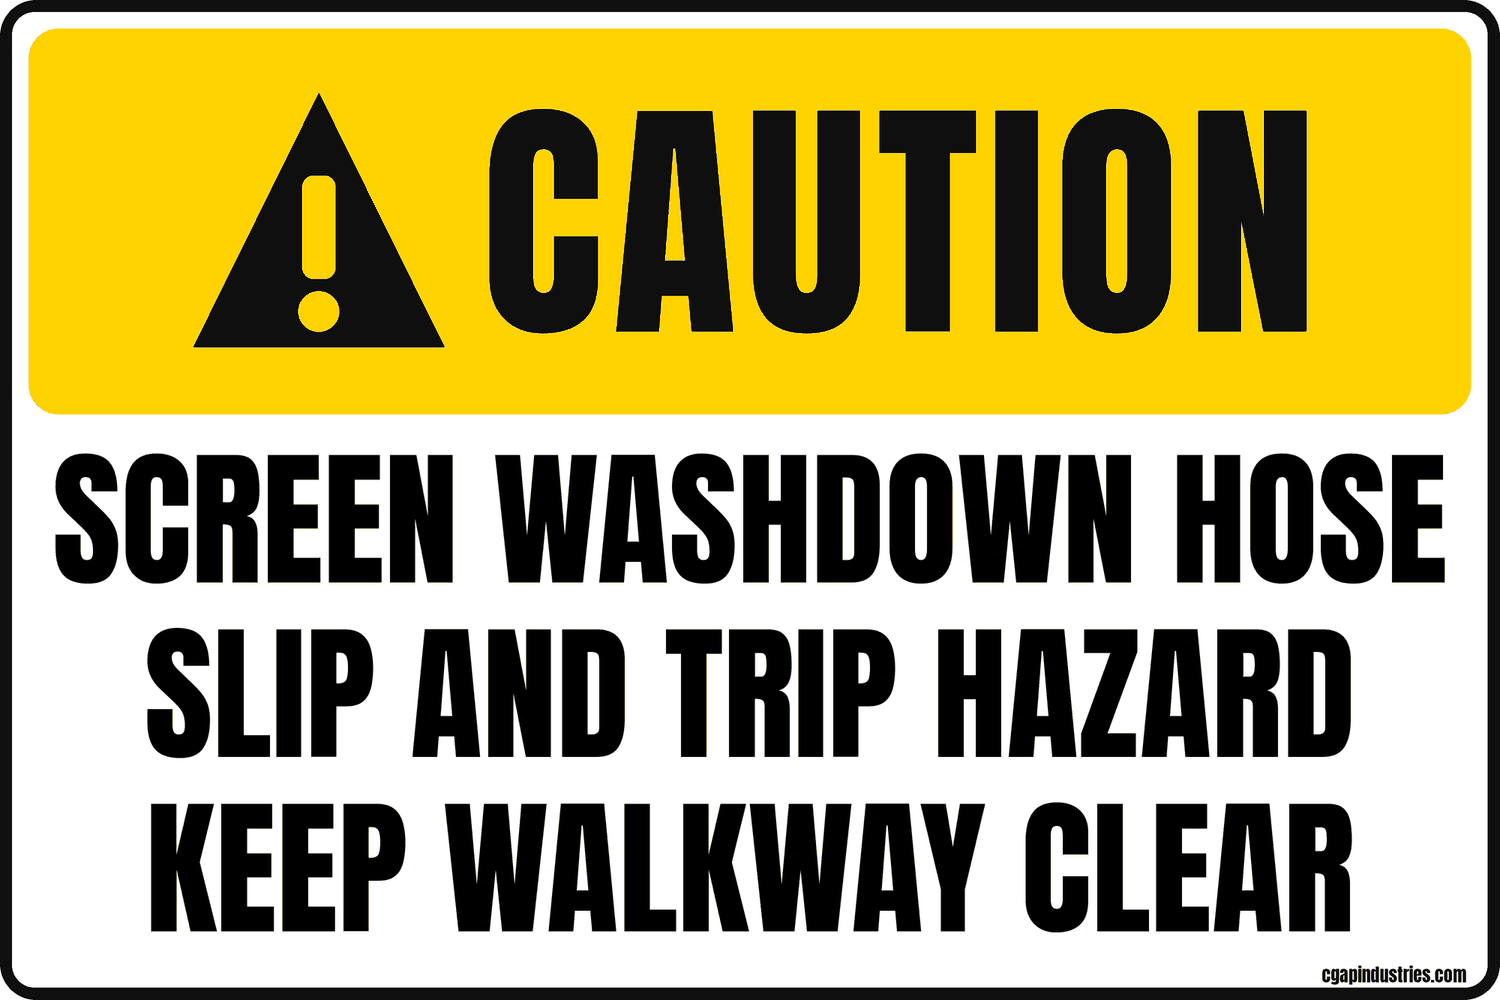 CAUTION
SCREEN WASHDOWN HOSE
SLIP AND TRIP HAZARD
KEEP WALKWAY CLEAR
cgapindustries.com